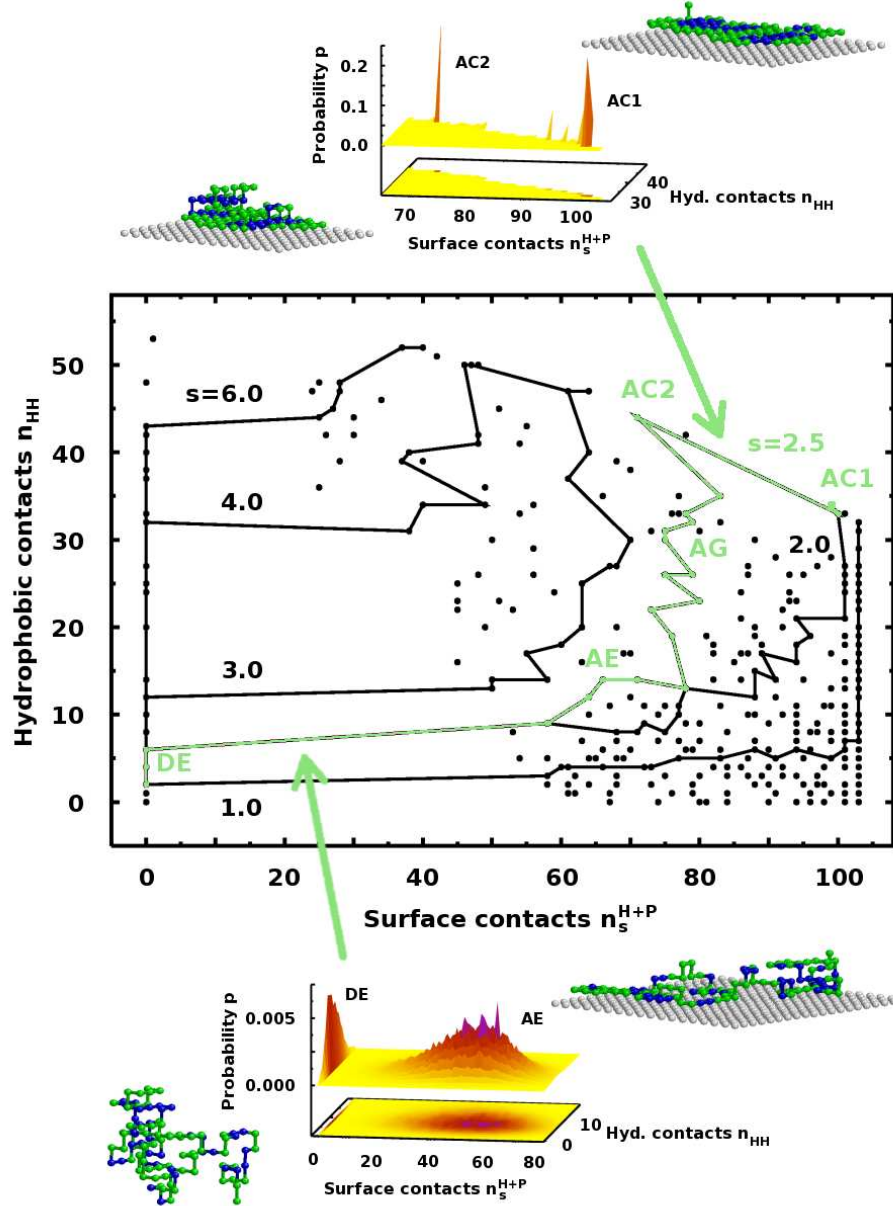 0.2
AC2
0.1
AC1
0.0
Probability p
40
30
Hyd. contacts n_HH
70 80 90 100
Surface contacts n_s^H+P
50
s=6.0
AC2
s=2.5
40
4.0
AC1
30
AG
2.0
20
3.0
AE
10
DE
0
1.0
Hydrophobic contacts n_HH
0 20 40 60 80 100
Surface contacts n_s^H+P
DE
AE
0.005
0.000
Probability p
10
0
Hyd. contacts n_HH
0 20 40 60 80
Surface contacts n_s^H+P